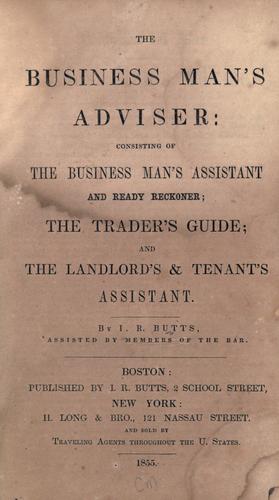 THE
BUSINESS MAN'S
ADVISER:
CONSISTING OF
THE BUSINESS MAN'S ASSISTANT
AND READY RECKONER;
THE TRADER'S GUIDE;
AND
THE LANDLORD'S & TENANT'S
ASSISTANT.
BY I. R. BUTTS,
ASSISTED BY MEMBERS OF THE BAR.
BOSTON:
PUBLISHED BY I. R. BUTTS, 2 SCHOOL STREET,
NEW YORK:
H. LONG & BRO., 121 NASSAU STREET.
AND SOLD BY
TRAVELING AGENTS THROUGHOUT THE U. STATES.
1855.